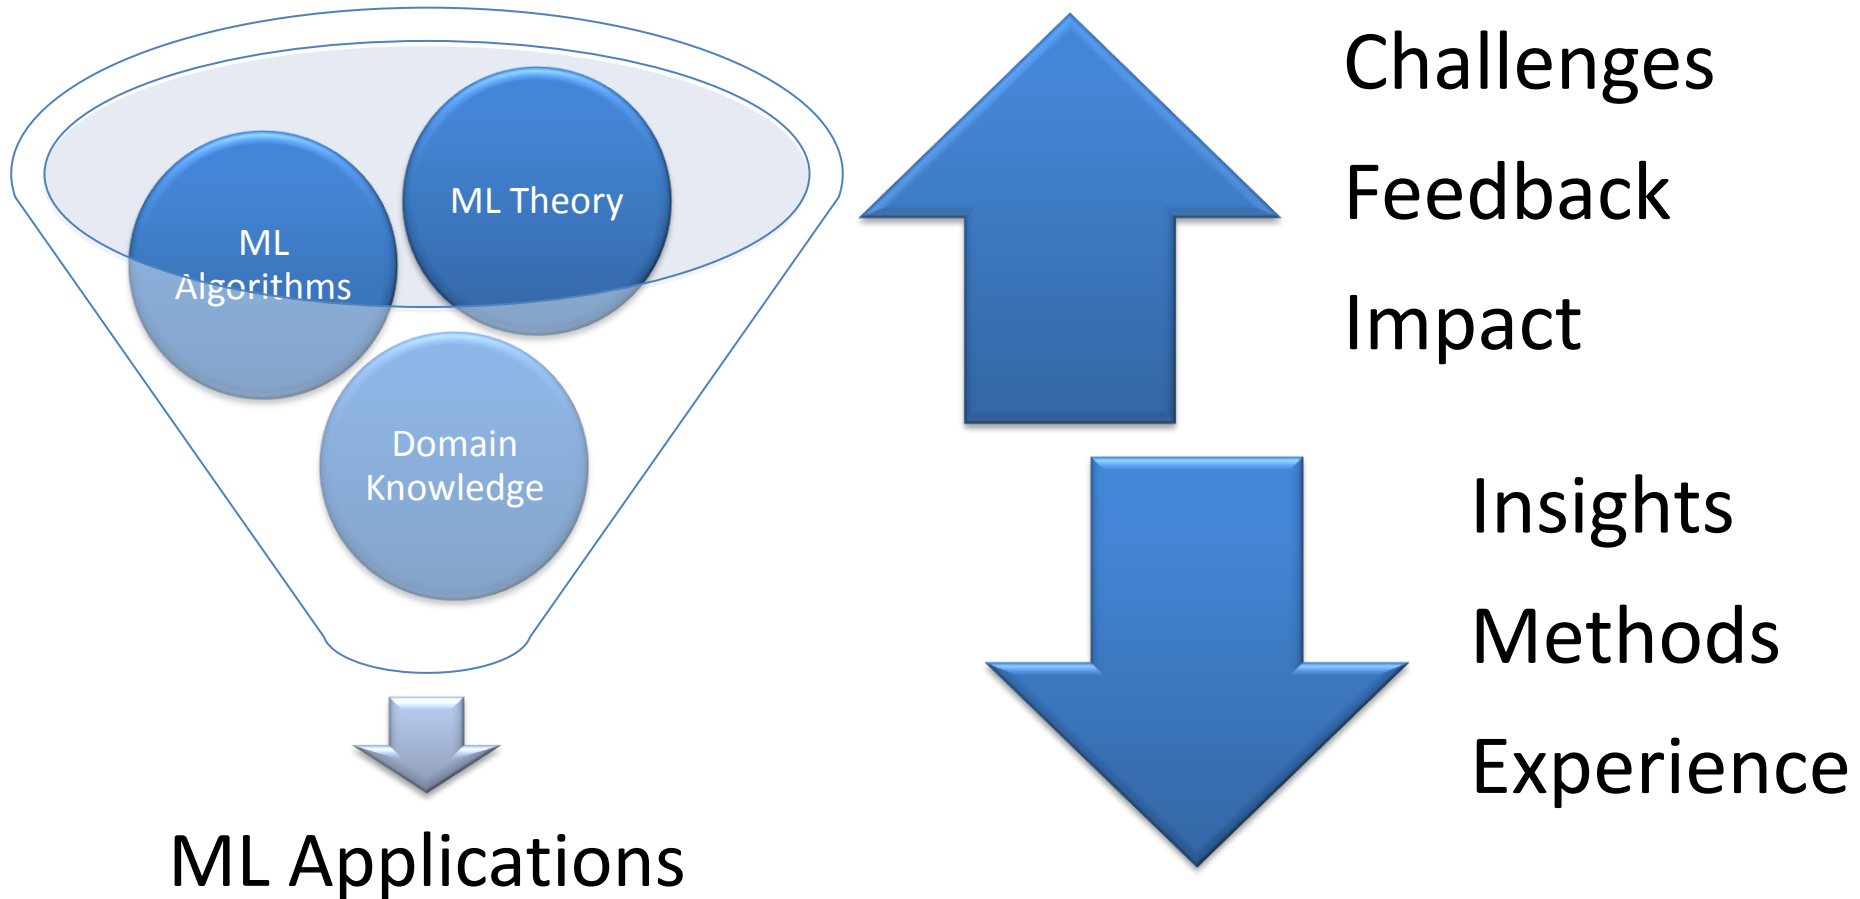 ML Theory
ML
Algorithms
Domain
Knowledge
ML Applications
Challenges
Feedback
Impact
Insights
Methods
Experience